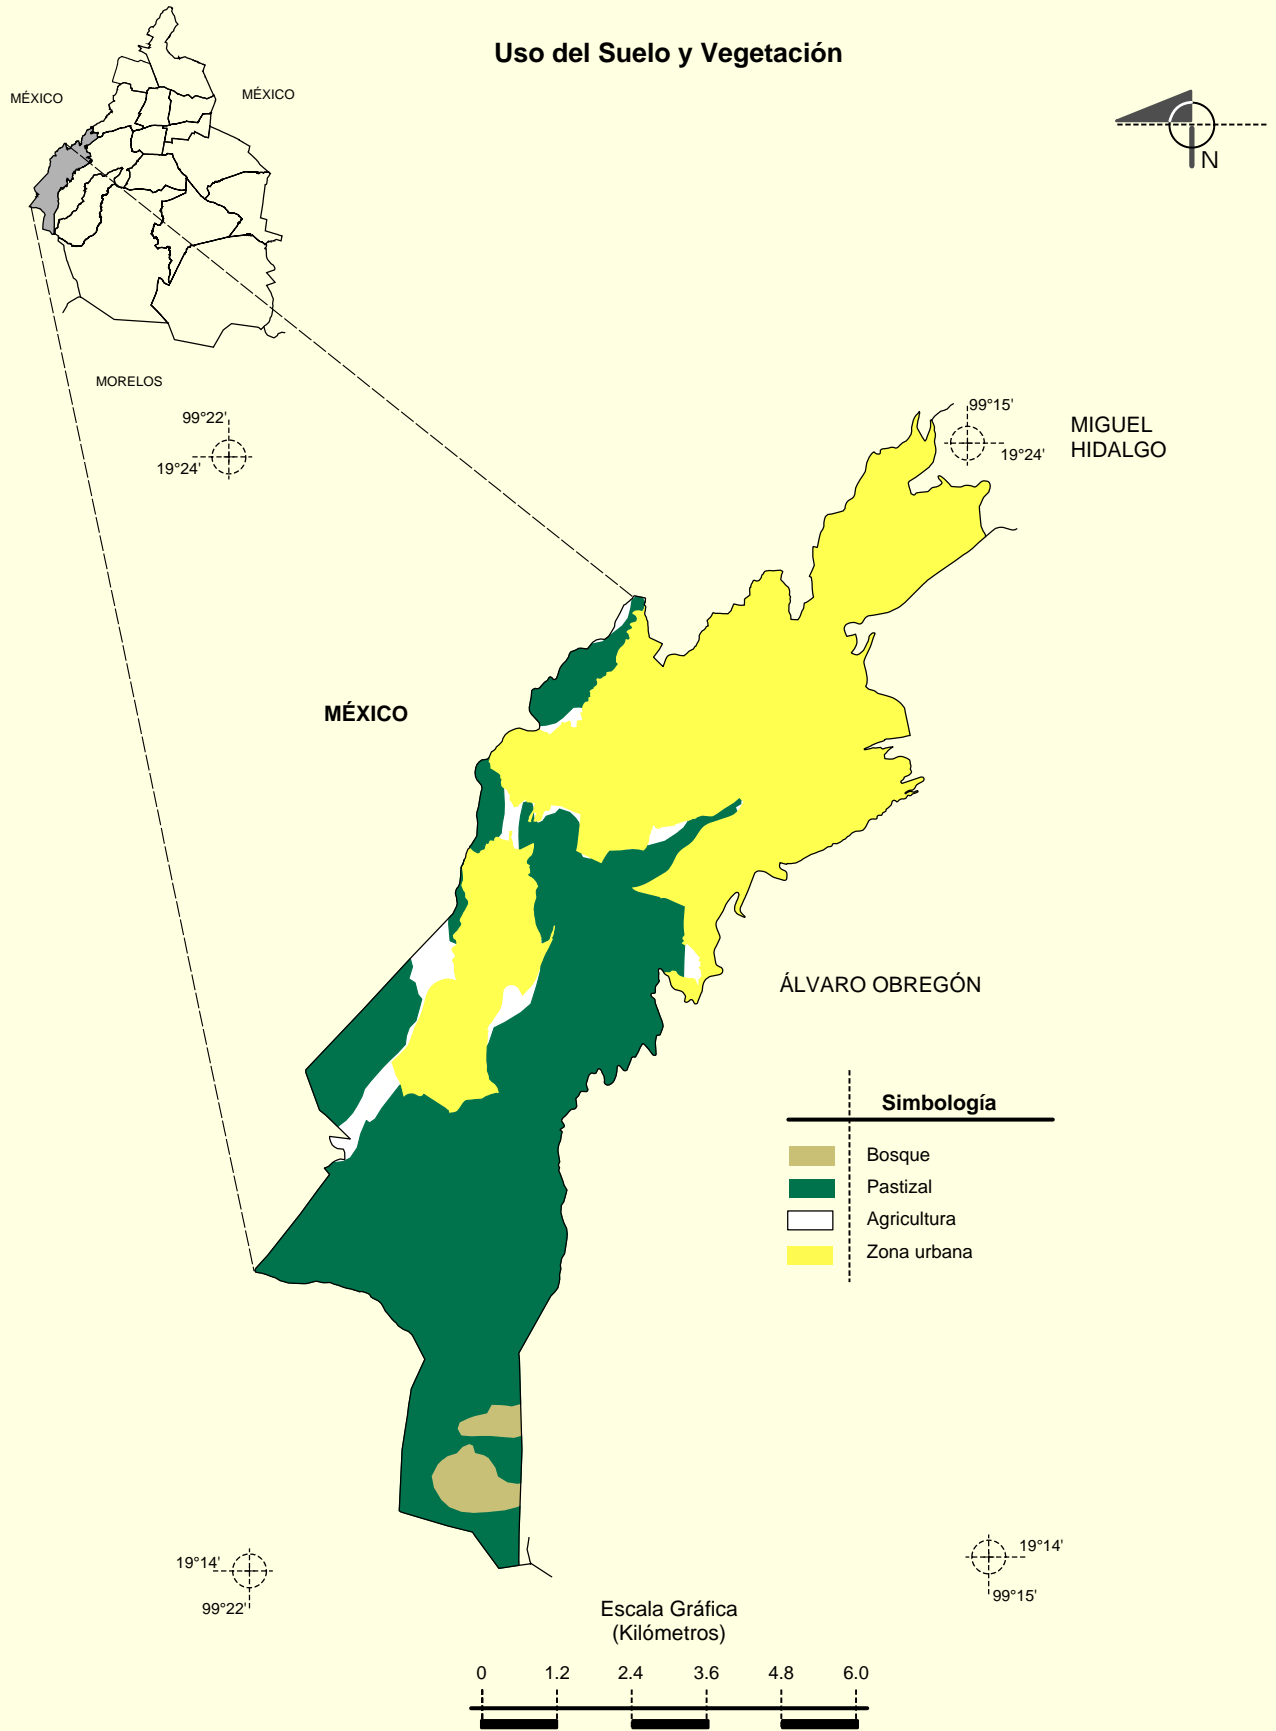 Uso del Suelo y Vegetación
MÉXICO
MÉXICO
N
MORELOS
99°22'
19°24'
99°15'
19°24'
MIGUEL
HIDALGO
MÉXICO
ÁLVARO OBREGÓN
Simbología
Bosque
Pastizal
Agricultura
Zona urbana
19°14'
99°22'
19°14'
99°15'
Escala Gráfica
(Kilómetros)
0 1.2 2.4 3.6 4.8 6.0